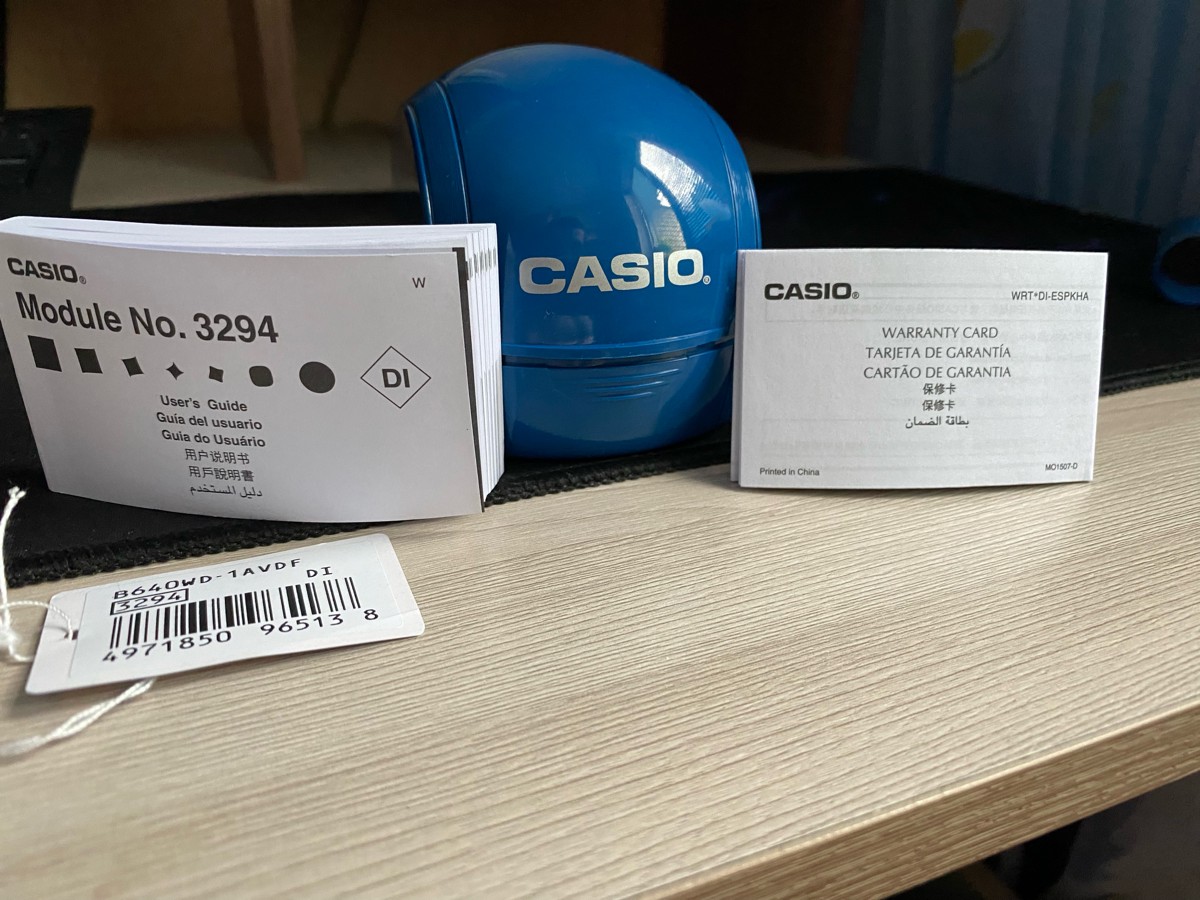 CASIO®
W
Module No. 3294
DI
User's Guide
Guía del usuario
Guia do Usuário
用户说明书
用戶說明書
دليل المستخدم
CASIO®
CASIO®
WRT*DI-ESPKHA
WARRANTY CARD
TARJETA DE GARANTÍA
CARTÃO DE GARANTIA
保修卡
保修卡
بطاقة الضمان
Printed in China
MO1507-D
B640WD-1AVDF
3294
DI
4971850 96513 8